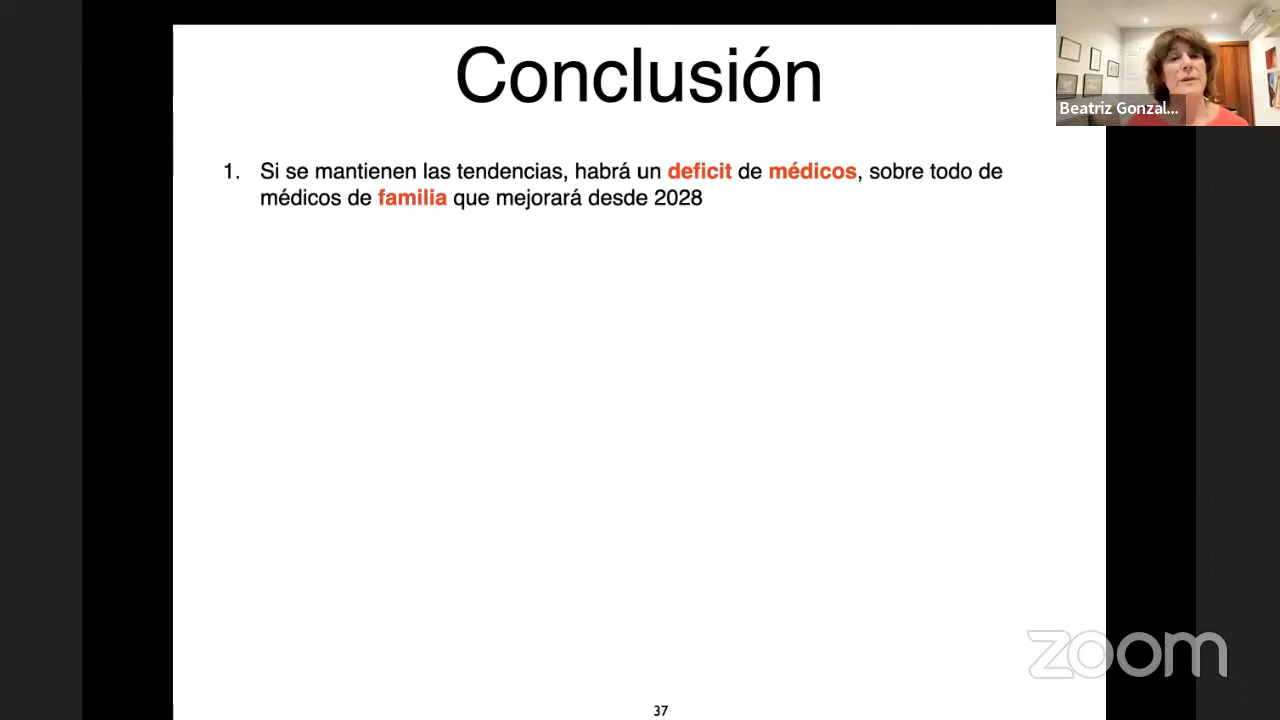 Conclusión
Beatriz Gonzal...
1. Si se mantienen las tendencias, habrá un deficit de médicos, sobre todo de
médicos de familia que mejorará desde 2028
zoom
37